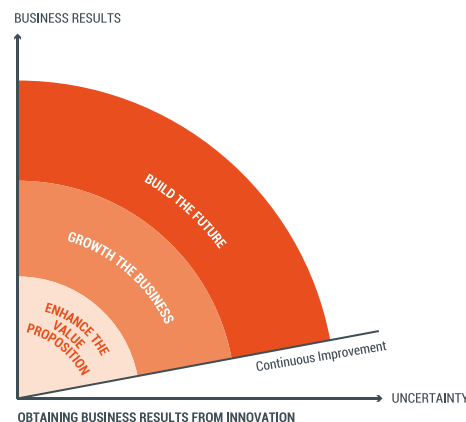 BUSINESS RESULTS
BUILD THE FUTURE
GROWTH THE BUSINESS
ENHANCE THE
VALUE
PROPOSITION
Continuous Improvement
UNCERTAINTY
OBTAINING BUSINESS RESULTS FROM INNOVATION